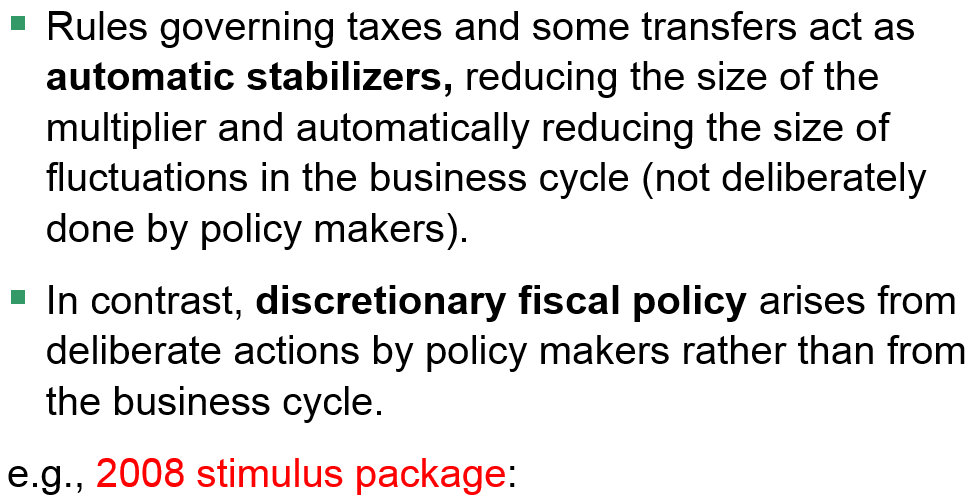 ▪ Rules governing taxes and some transfers act as
automatic stabilizers, reducing the size of the
multiplier and automatically reducing the size of
fluctuations in the business cycle (not deliberately
done by policy makers).
▪ In contrast, discretionary fiscal policy arises from
deliberate actions by policy makers rather than from
the business cycle.
e.g., 2008 stimulus package: